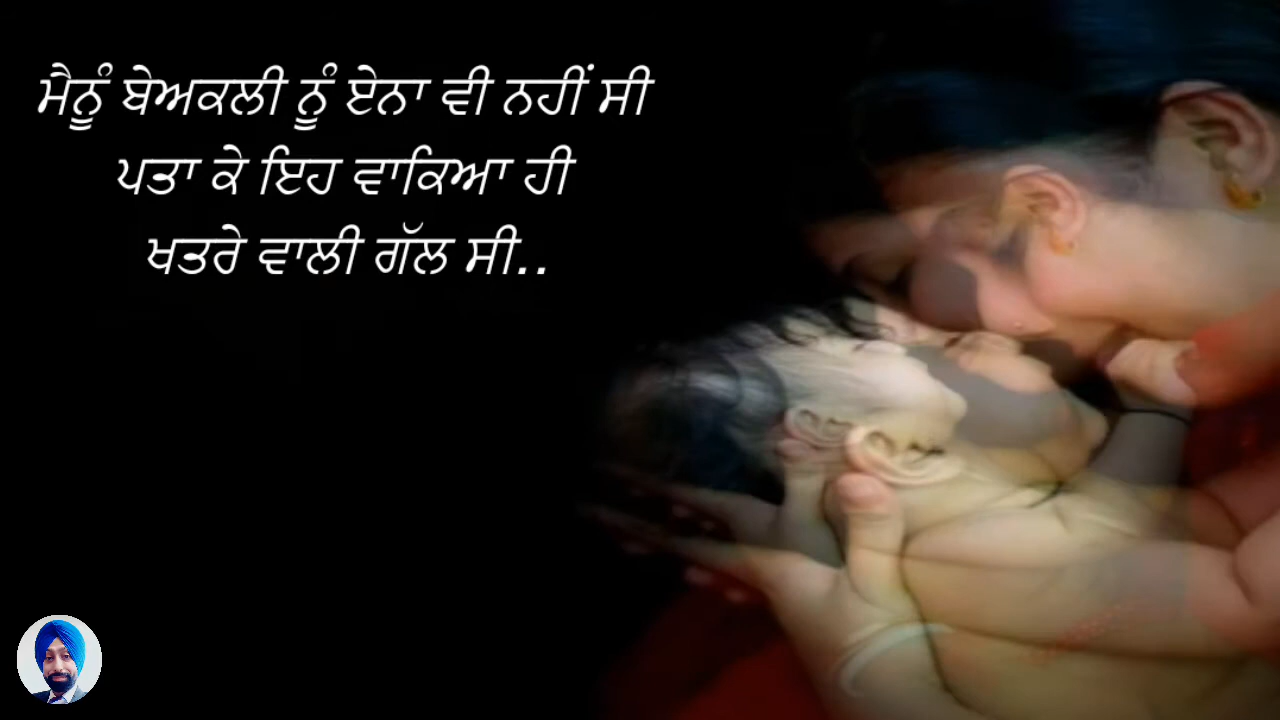 ਮੈਨੂੰ ਬੇਅਕਲੀ ਨੂੰ ਏਨਾ ਵੀ ਨਹੀਂ ਸੀ
ਪਤਾ ਕੇ ਇਹ ਵਾਕਿਆ ਹੀ
ਖਤਰੇ ਵਾਲੀ ਗੱਲ ਸੀ..